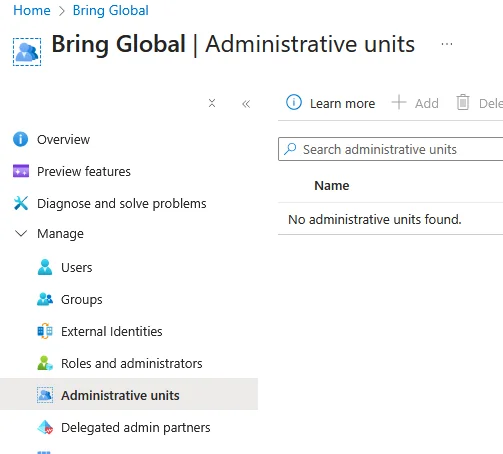 Home > Bring Global
Bring Global | Administrative units ...
Learn more + Add Dele
Overview
Preview features
Diagnose and solve problems
Manage
Users
Groups
External Identities
Roles and administrators
Administrative units
Delegated admin partners
Search administrative units
Name
No administrative units found.